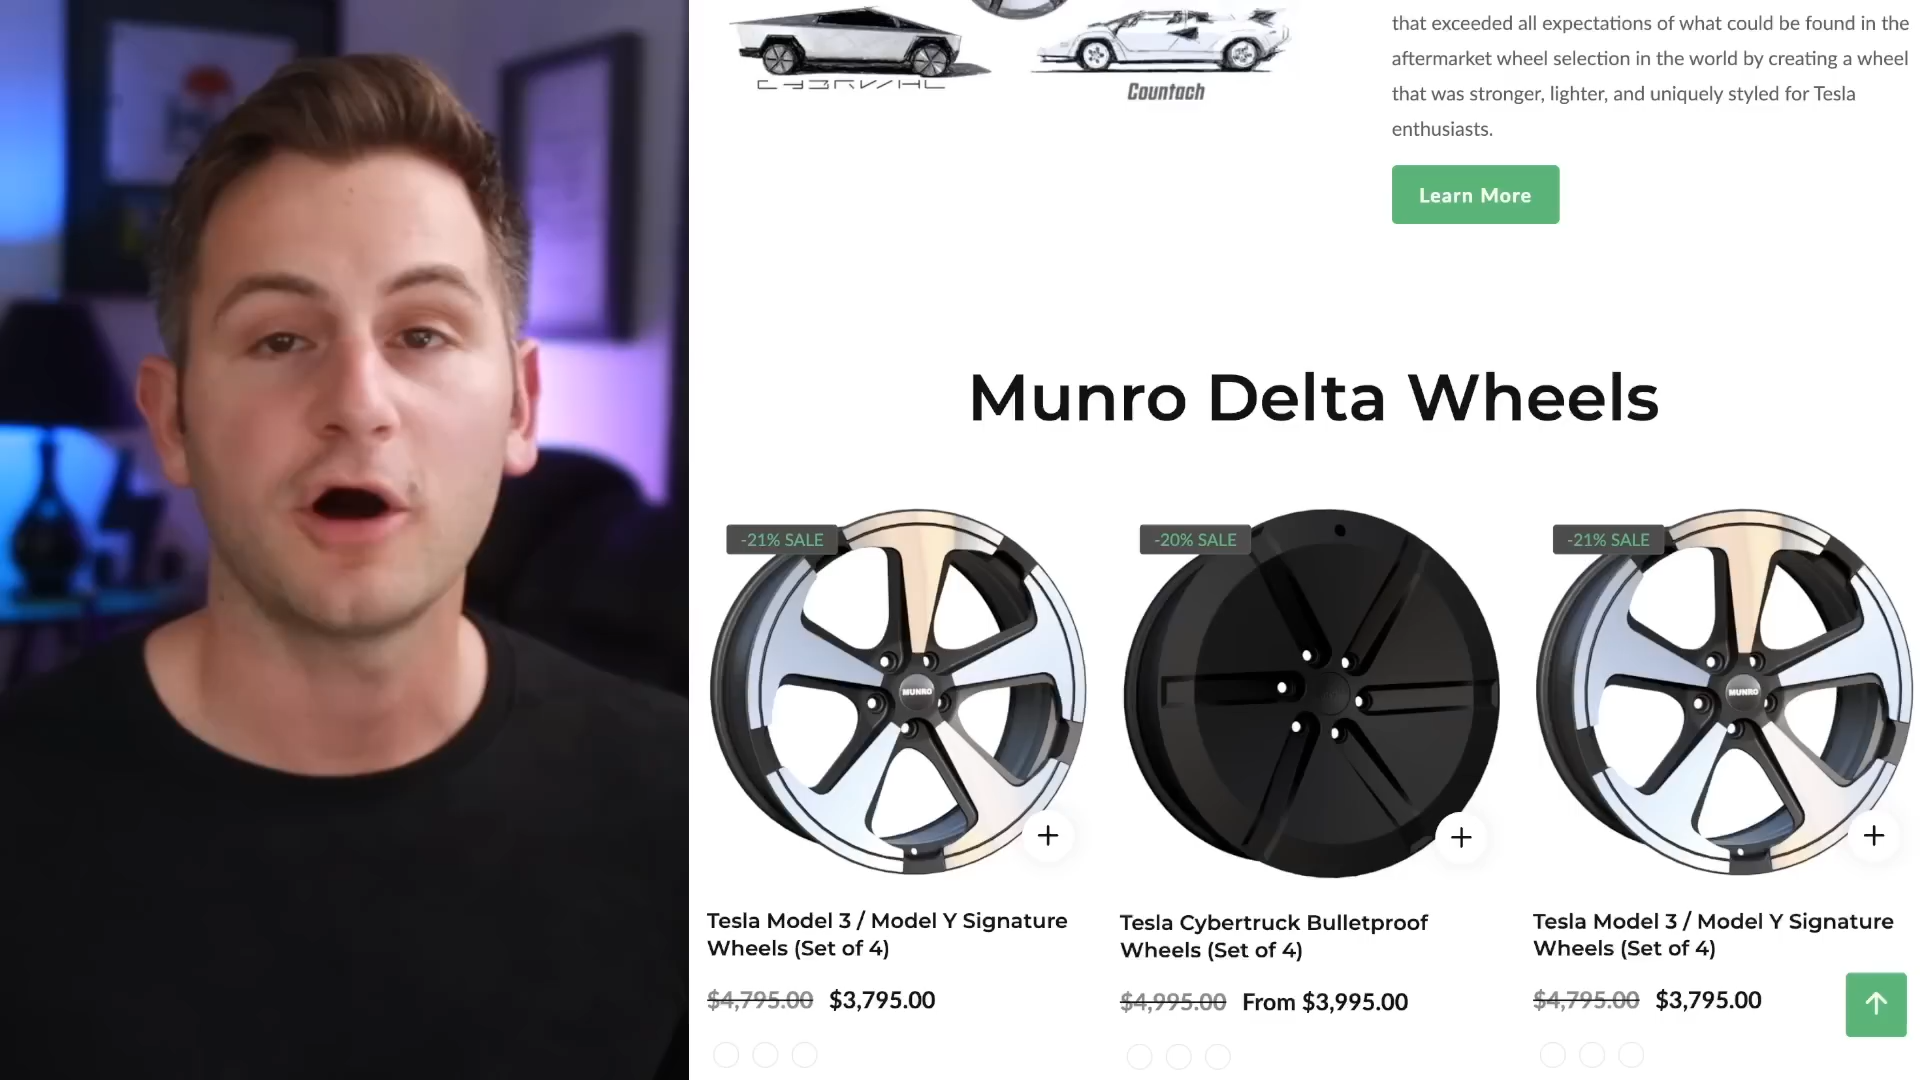 that exceeded all expectations of what could be found in the
aftermarket wheel selection in the world by creating a wheel
that was stronger, lighter, and uniquely styled for Tesla
enthusiasts.
Countach
Learn More
Munro Delta Wheels
-21% SALE
-20% SALE
-21% SALE
MUNRO
MUNRO
Tesla Model 3 / Model Y Signature
Wheels (Set of 4)
$4,795.00 $3,795.00
Tesla Cybertruck Bulletproof
Wheels (Set of 4)
$4,995.00 From $3,995.00
Tesla Model 3 / Model Y Signature
Wheels (Set of 4)
$4,795.00 $3,795.00